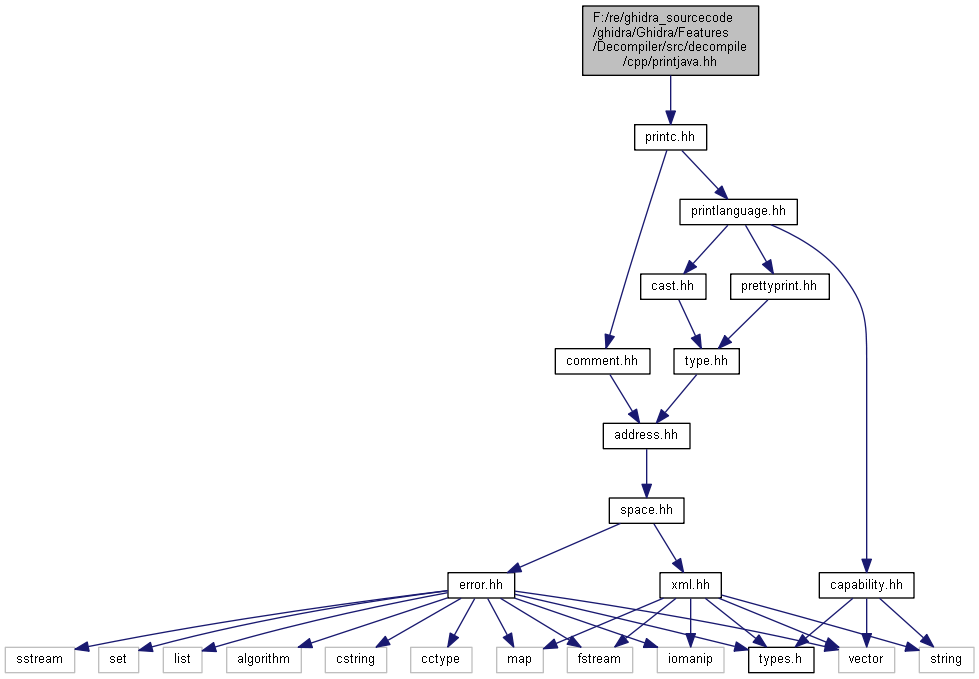 F:/re/ghidra_sourcecode
/ghidra/Ghidra/Features
/Decompiler/src/decompile
/cpp/printjava.hh
printc.hh
printlanguage.hh
cast.hh
prettyprint.hh
comment.hh
type.hh
address.hh
space.hh
error.hh
xml.hh
capability.hh
sstream
set
list
algorithm
cstring
cctype
map
fstream
iomanip
types.h
vector
string